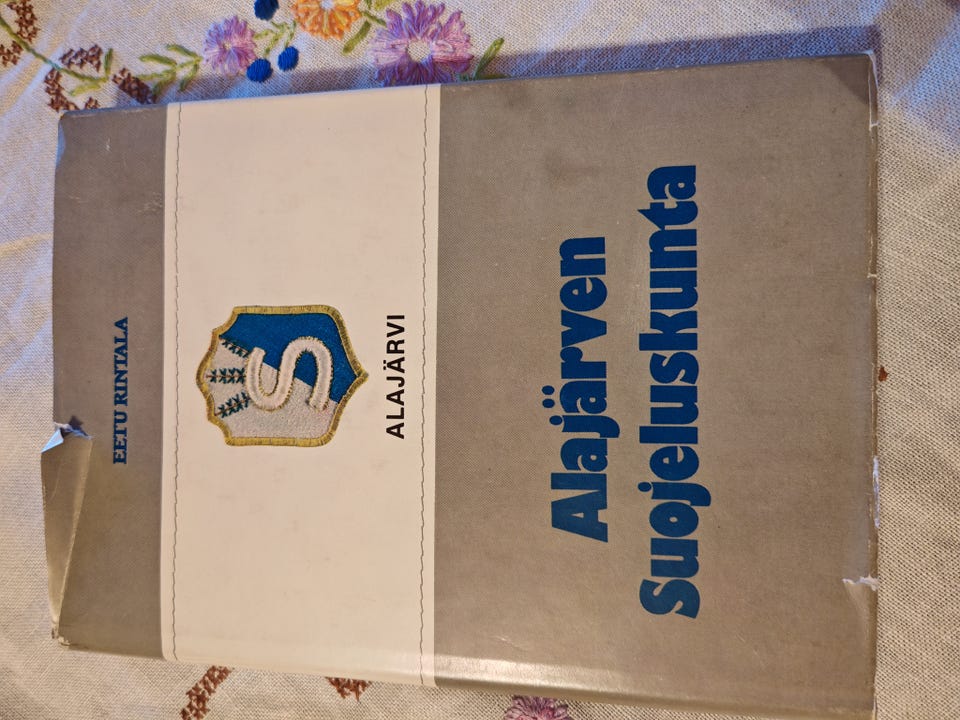 EETU RINTALA
S
ALAJÄRVI
Alajärven
Suojeluskunta